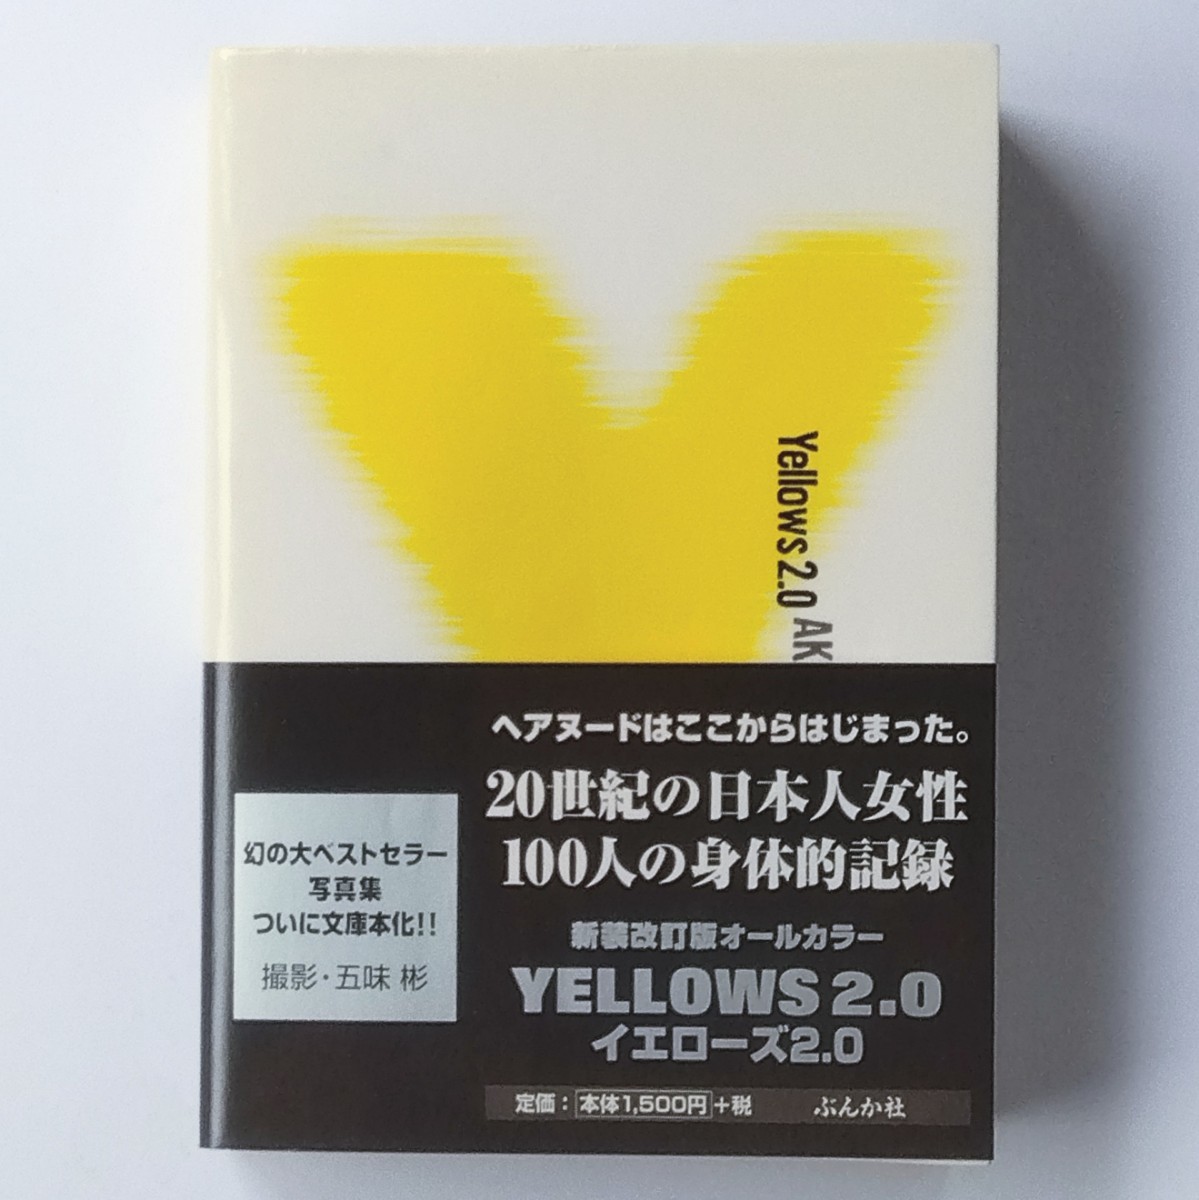 Yellows 2.0 AK
ヘアヌードはここからはじまった。
20世紀の日本人女性
100人の身体的記録
幻の大ベストセラー
写真集
ついに文庫本化!!
撮影・五味 彬
新装改訂版オールカラー
YELLOWS 2.0
イエローズ2.0
定価:本体1,500円+税 ぶんか社